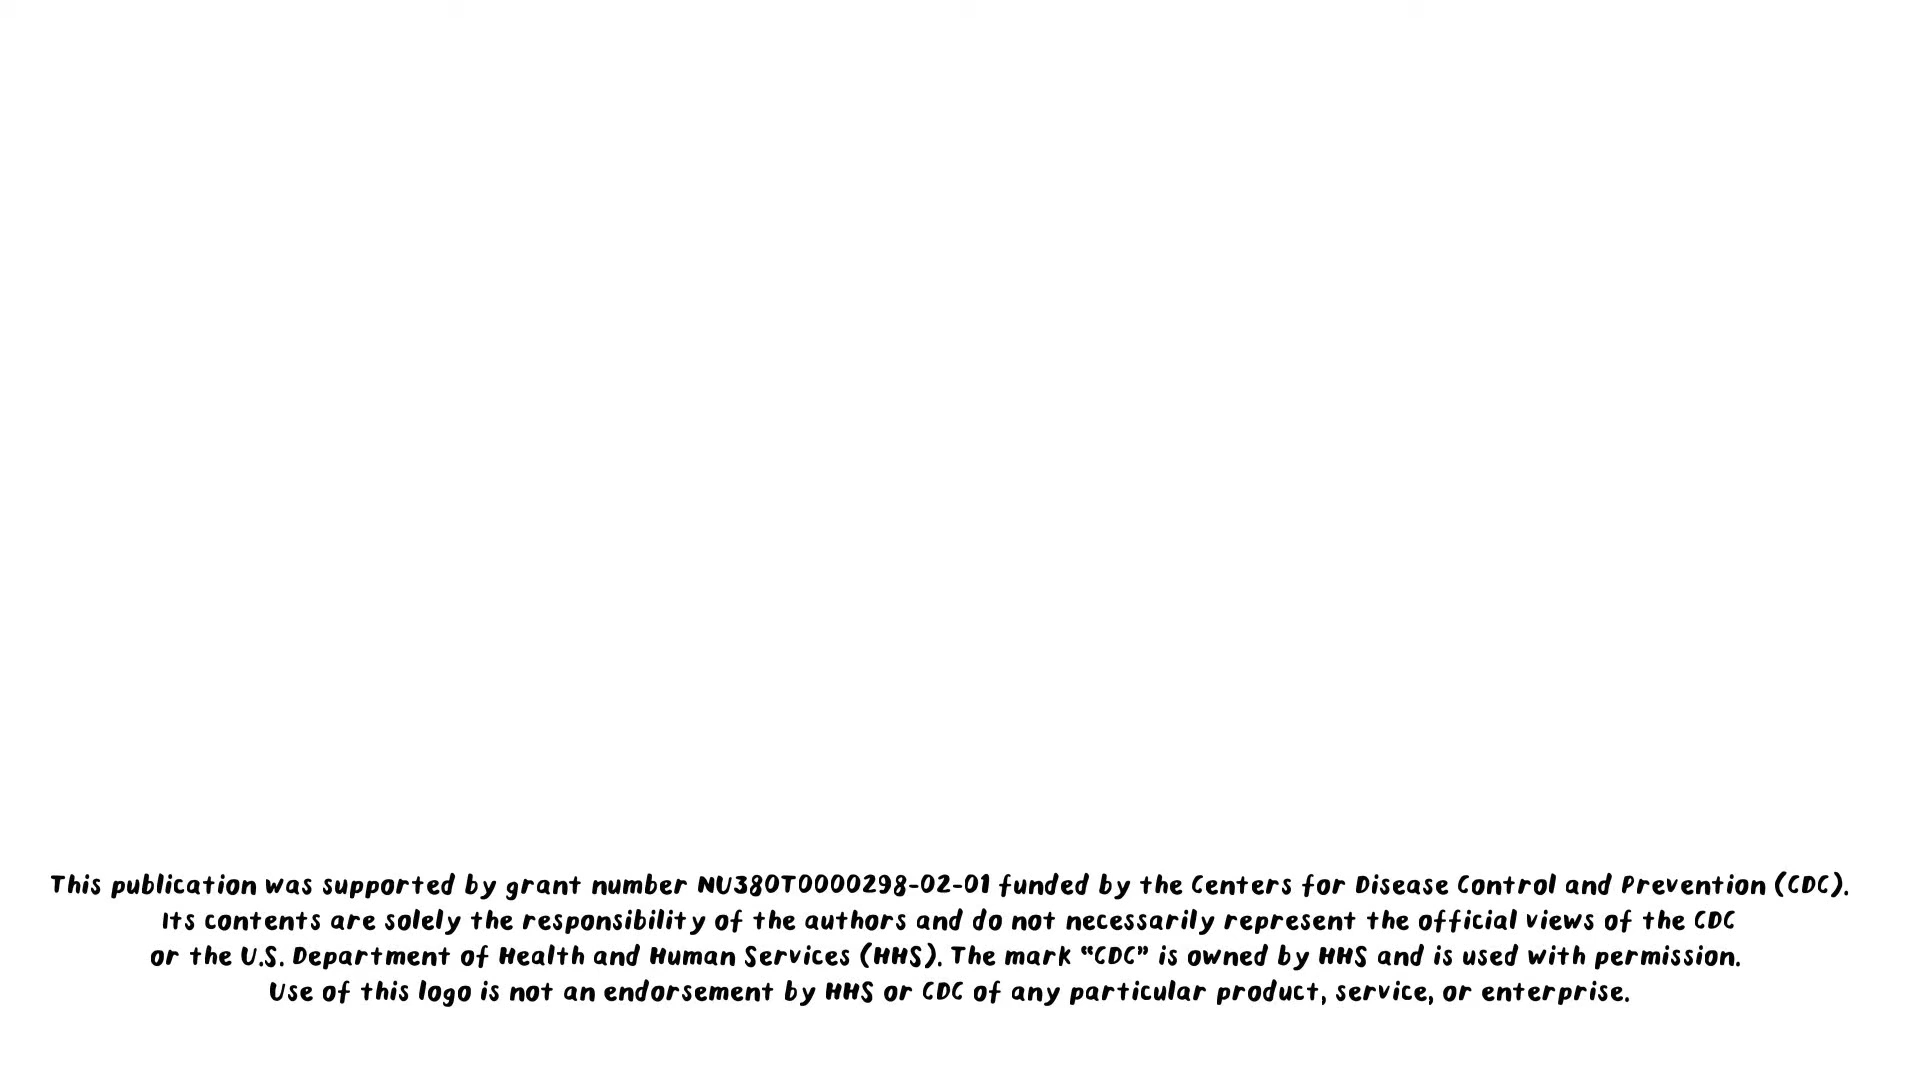 This publication was supported by grant number NU38OT0000298-02-01 funded by the Centers for Disease Control and Prevention (CDC).
Its contents are solely the responsibility of the authors and do not necessarily represent the official views of the CDC
or the U.S. Department of Health and Human Services (HHS). The mark “CDC” is owned by HHS and is used with permission.
Use of this logo is not an endorsement by HHS or CDC of any particular product, service, or enterprise.